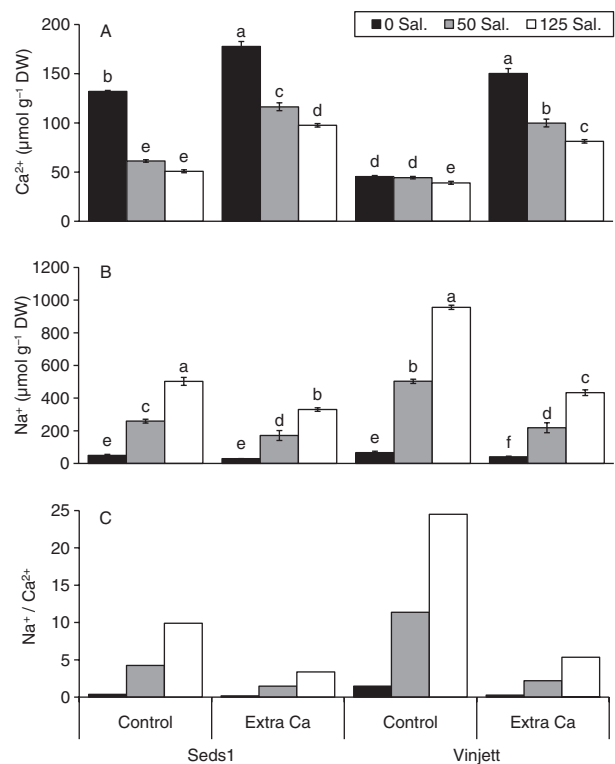 A
0 Sal. 50 Sal. 125 Sal.
Ca²⁺ (µmol g⁻¹ DW)
200
150
100
50
0
b e e a c d d d e a b c
B
Na⁺ (µmol g⁻¹ DW)
1200
1000
800
600
400
200
0
e c a e d b e b a f d c
C
Na⁺ / Ca²⁺
25
20
15
10
5
0
Control Extra Ca Control Extra Ca
Seds1 Vinjett